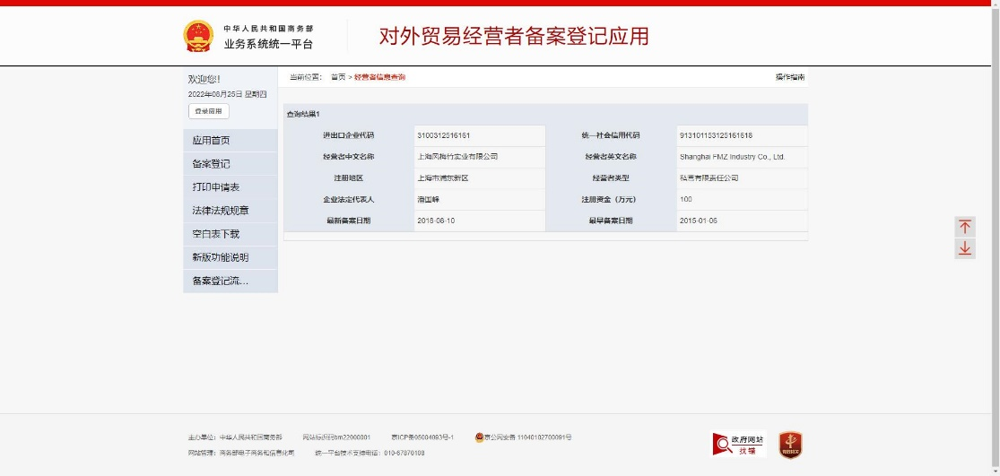 中华人民共和国商务部
业务系统统一平台
对外贸易经营者备案登记应用
欢迎您!
2022年08月25日 星期四
登录应用
应用首页
备案登记
打印申请表
法律法规规章
空白表下载
新版功能说明
备案登记流...
当前位置： 首页 > 经营者信息查询
操作指南
查询结果1
进出口企业代码 3100312516161 统一社会信用代码 913101153125161618
经营者中文名称 上海风梅竹实业有限公司 经营者英文名称 Shanghai FMZ Industry Co., Ltd.
注册地区 上海市浦东新区 经营者类型 私营有限责任公司
企业法定代表人 潘国峰 注册资金（万元） 100
最新备案日期 2018-08-10 最早备案日期 2015-01-06
主办单位：中华人民共和国商务部 网站标识码bm22000001 京ICP备05004093号-1 京公网安备 11040102700091号
网站管理：商务部电子商务和信息化司 统一平台技术支持电话：010-67870108
政府网站
找错